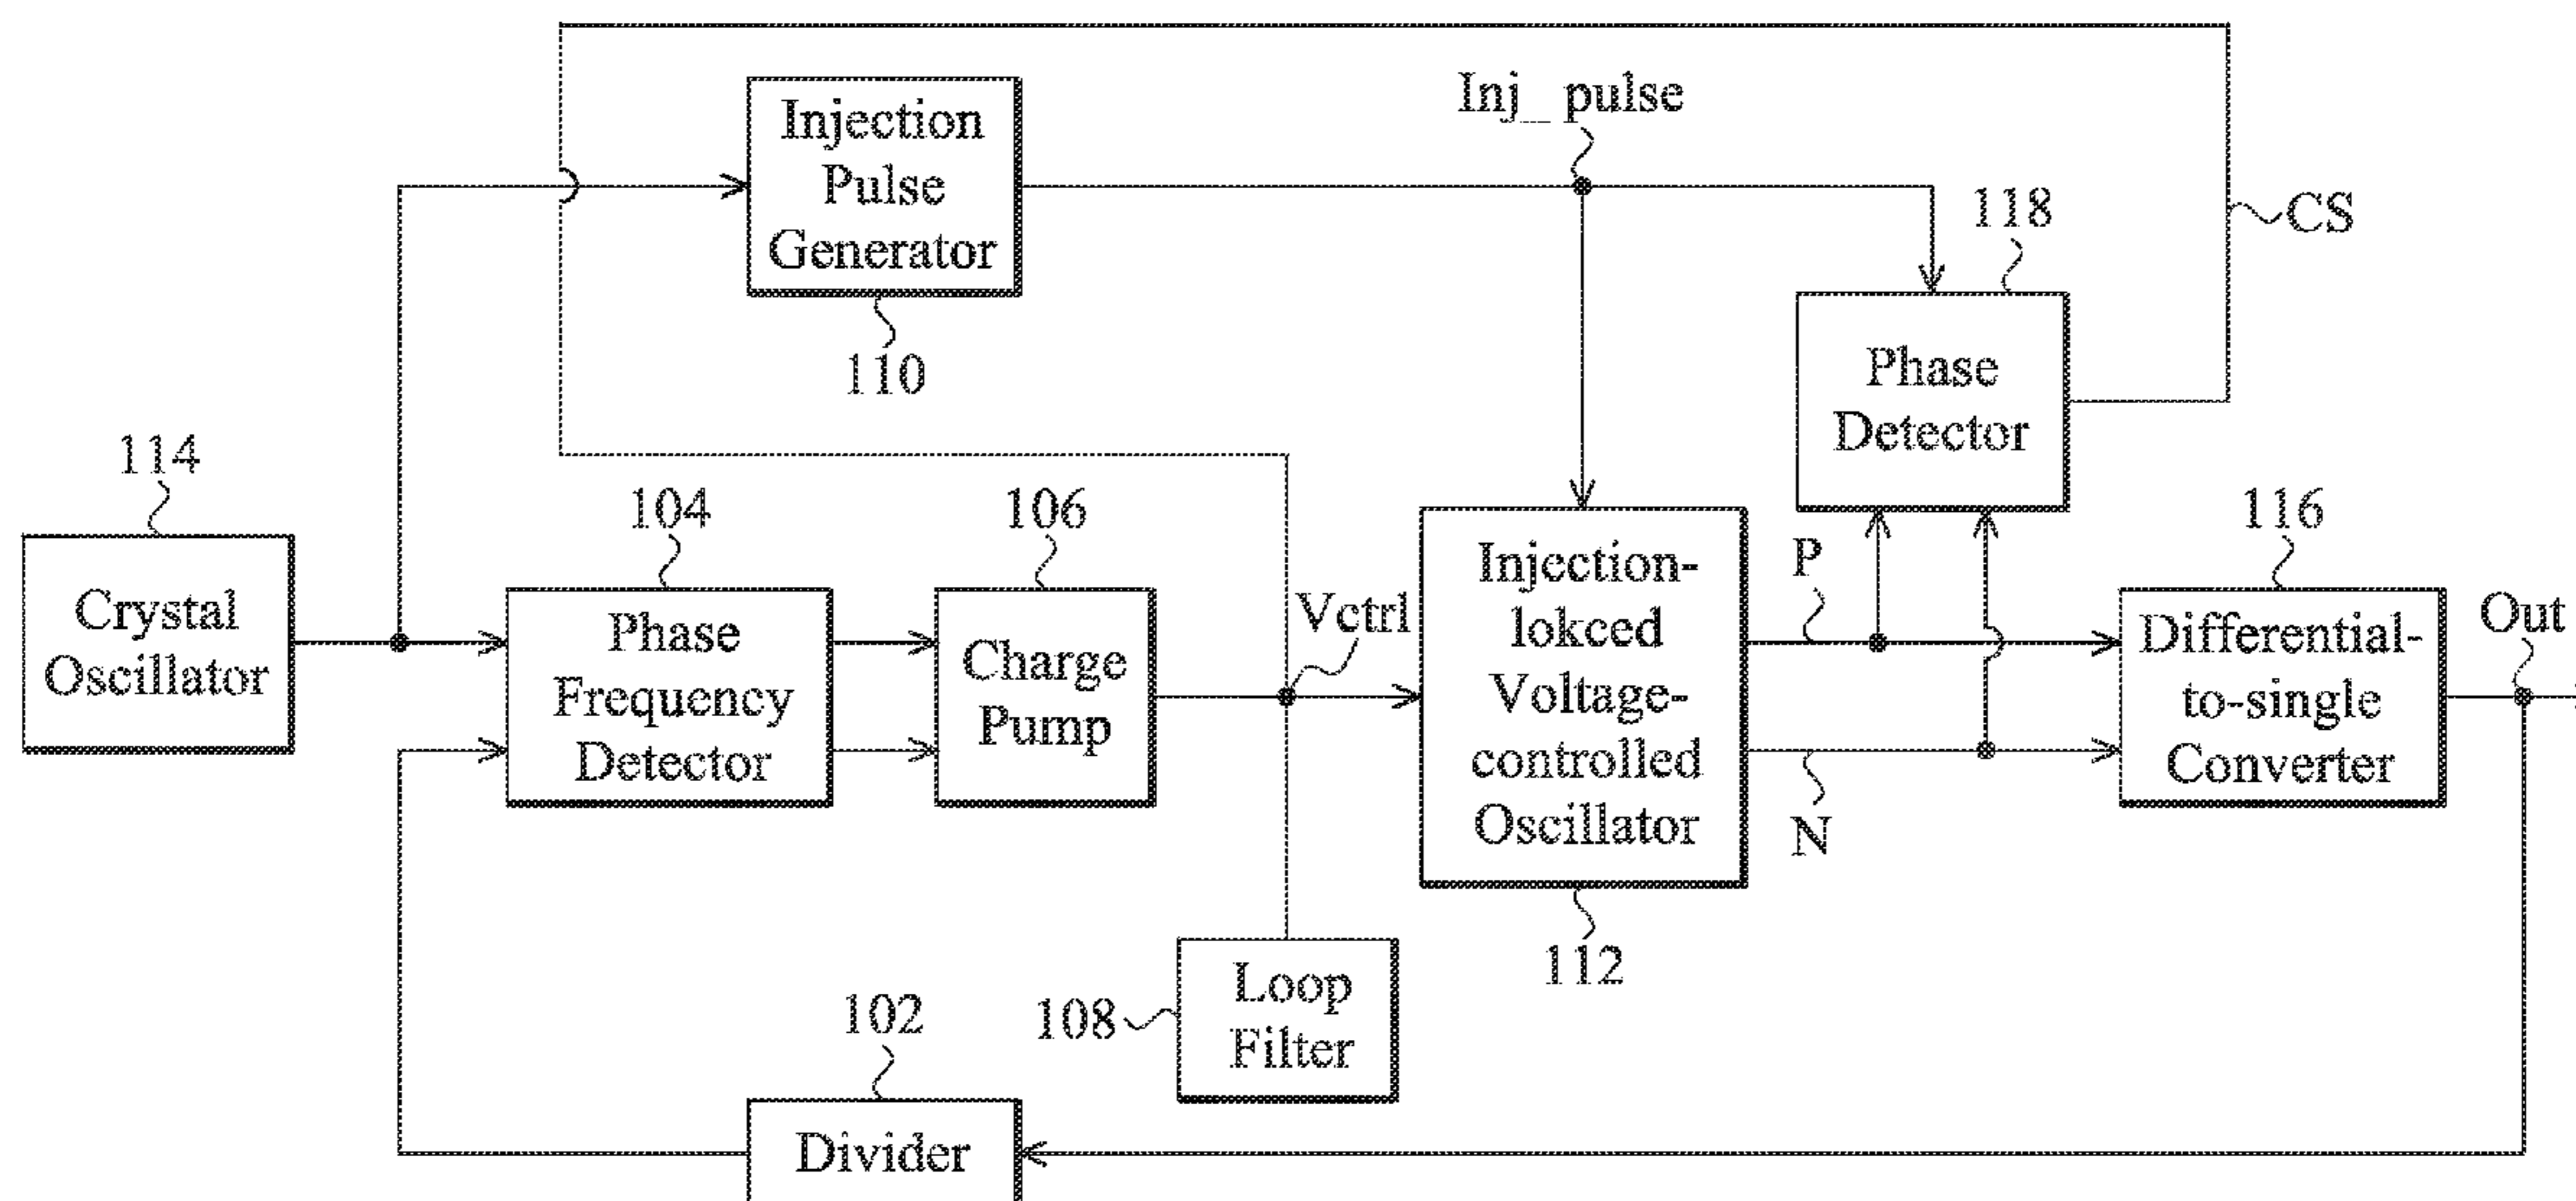 Injection
Pulse
Generator
110
Inj_ pulse
118
CS
Phase
Detector
114
Crystal
Oscillator
104
Phase
Frequency
Detector
106
Charge
Pump
Vctrl
Injection-
lokced
Voltage-
controlled
Oscillator
112
P
N
116
Differential-
to-single
Converter
Out
108
Loop
Filter
102
Divider